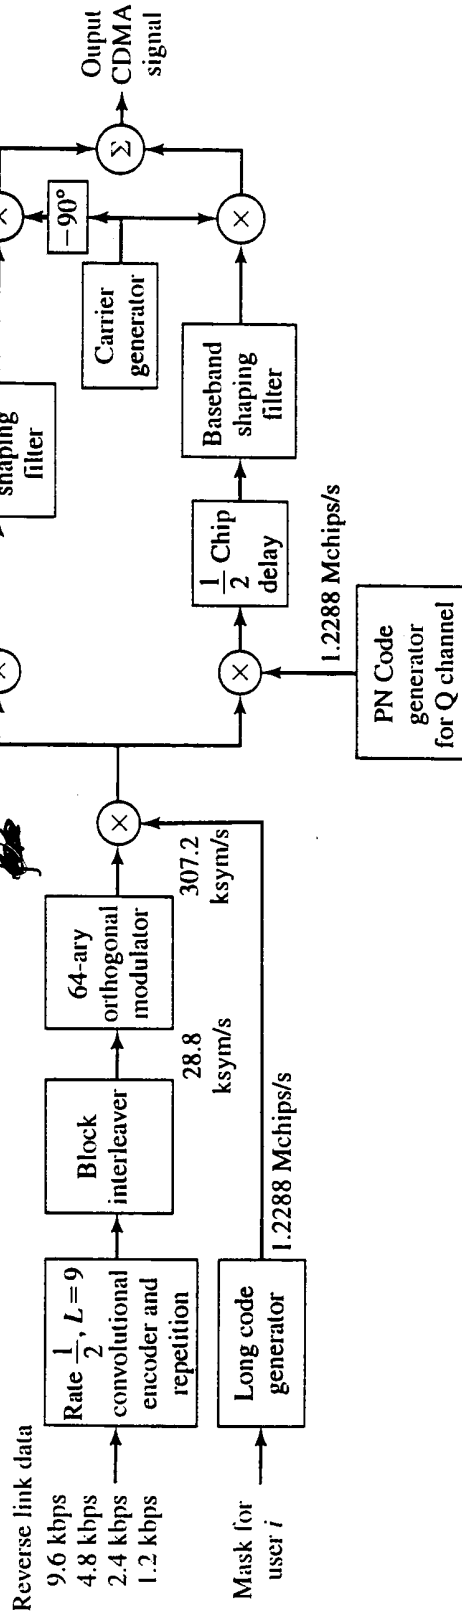 Reverse link data
9.6 kbps
4.8 kbps
2.4 kbps
1.2 kbps
Rate 1/2, L=9
convolutional
encoder and
repetition
Block
interleaver
28.8
ksym/s
64-ary
orthogonal
modulator
307.2
ksym/s
×
Mask for
user i
Long code
generator
1.2288 Mchips/s
×
×
PN Code
generator
for Q channel
1.2288 Mchips/s
1/2 Chip
delay
shaping
filter
Baseband
shaping
filter
Carrier
generator
−90°
×
×
Σ
Ouput
CDMA
signal